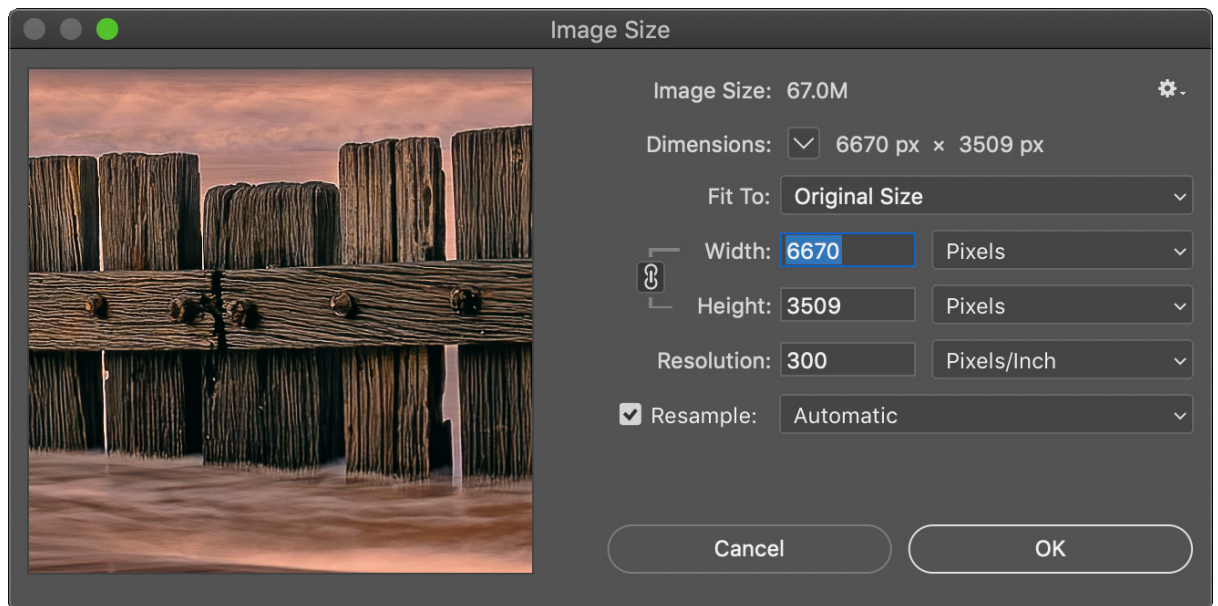 Image Size
Image Size: 67.0M
Dimensions: 6670 px × 3509 px
Fit To: Original Size
Width: 6670 Pixels
Height: 3509 Pixels
Resolution: 300 Pixels/Inch
Resample: Automatic
Cancel OK